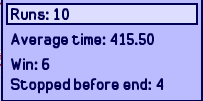 Runs: 10
Average time: 415.50
Win: 6
Stopped before end: 4